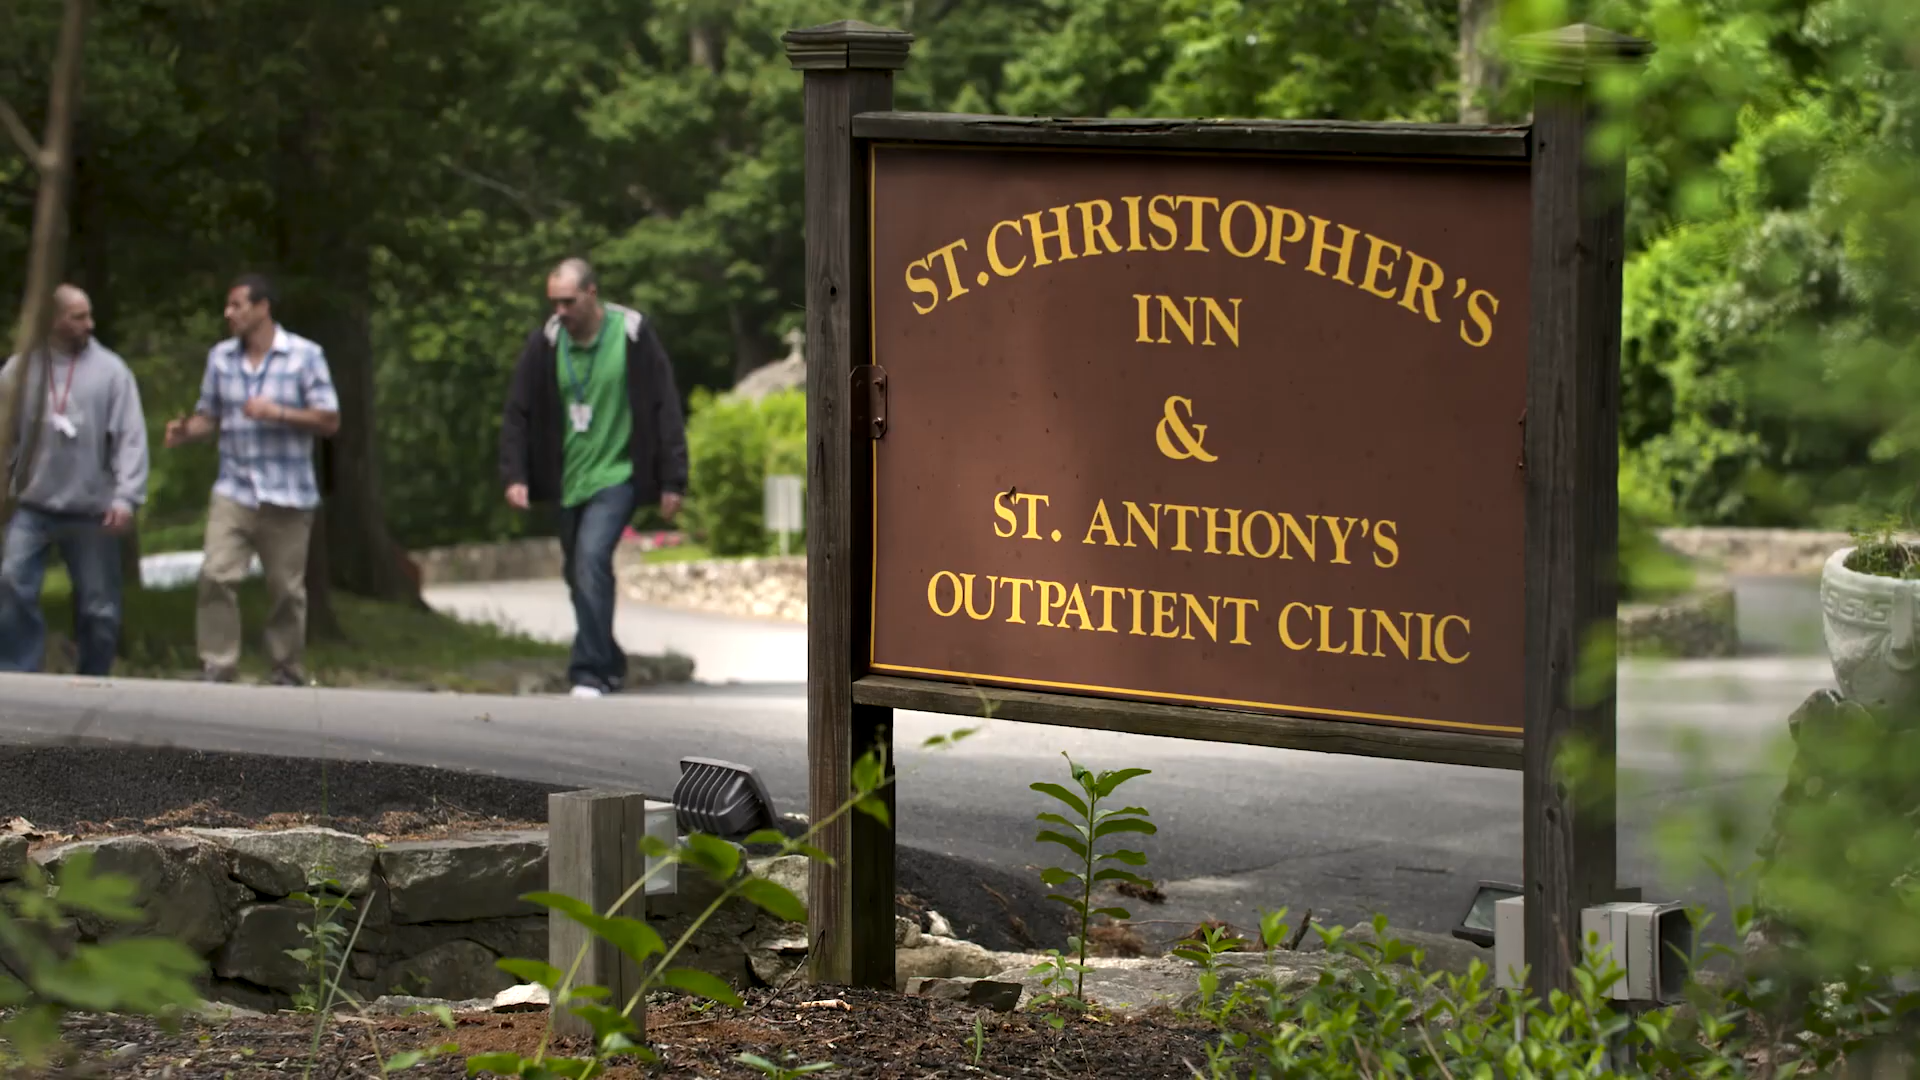 ST. CHRISTOPHER'S
INN
&
ST. ANTHONY'S
OUTPATIENT CLINIC